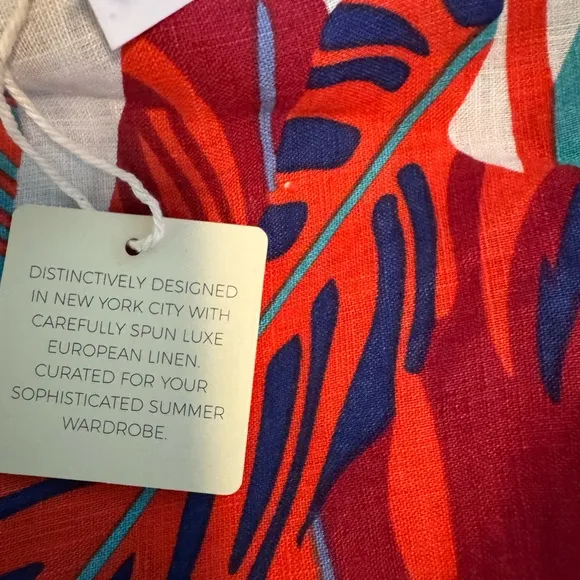 DISTINCTIVELY DESIGNED
IN NEW YORK CITY WITH
CAREFULLY SPUN LUXE
EUROPEAN LINEN.
CURATED FOR YOUR
SOPHISTICATED SUMMER
WARDROBE.